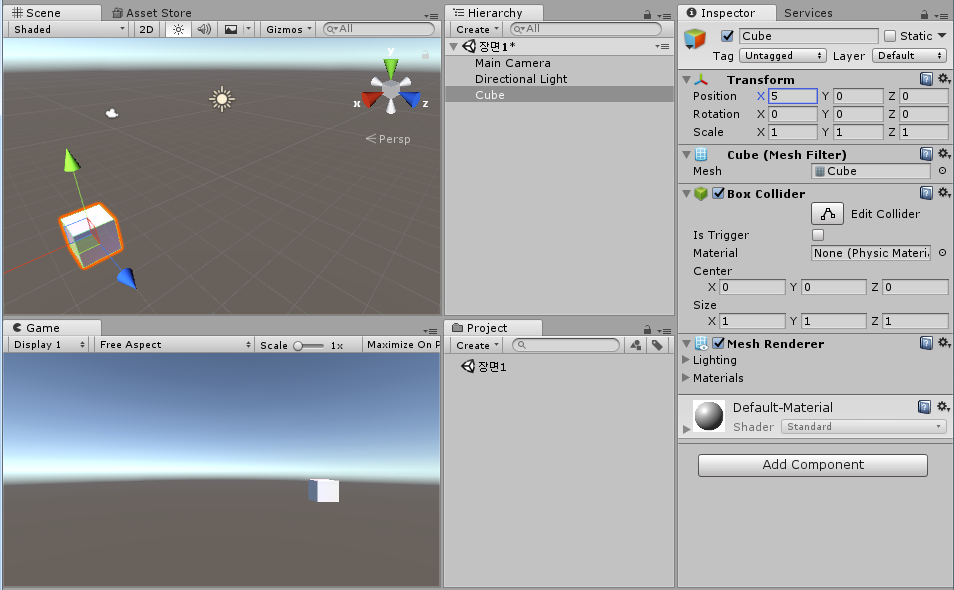 Scene Asset Store
Shaded 2D Gizmos All
y
x z
Persp
Game
Display 1 Free Aspect Scale 1x Maximize On P
Hierarchy
Create All
장면1*
Main Camera
Directional Light
Cube
Project
Create
장면1
Inspector Services
Cube Static
Tag Untagged Layer Default
Transform
Position X 5 Y 0 Z 0
Rotation X 0 Y 0 Z 0
Scale X 1 Y 1 Z 1
Cube (Mesh Filter)
Mesh Cube
Box Collider
Edit Collider
Is Trigger
Material None (Physic Materi
Center
X 0 Y 0 Z 0
Size
X 1 Y 1 Z 1
Mesh Renderer
Lighting
Materials
Default-Material
Shader Standard
Add Component